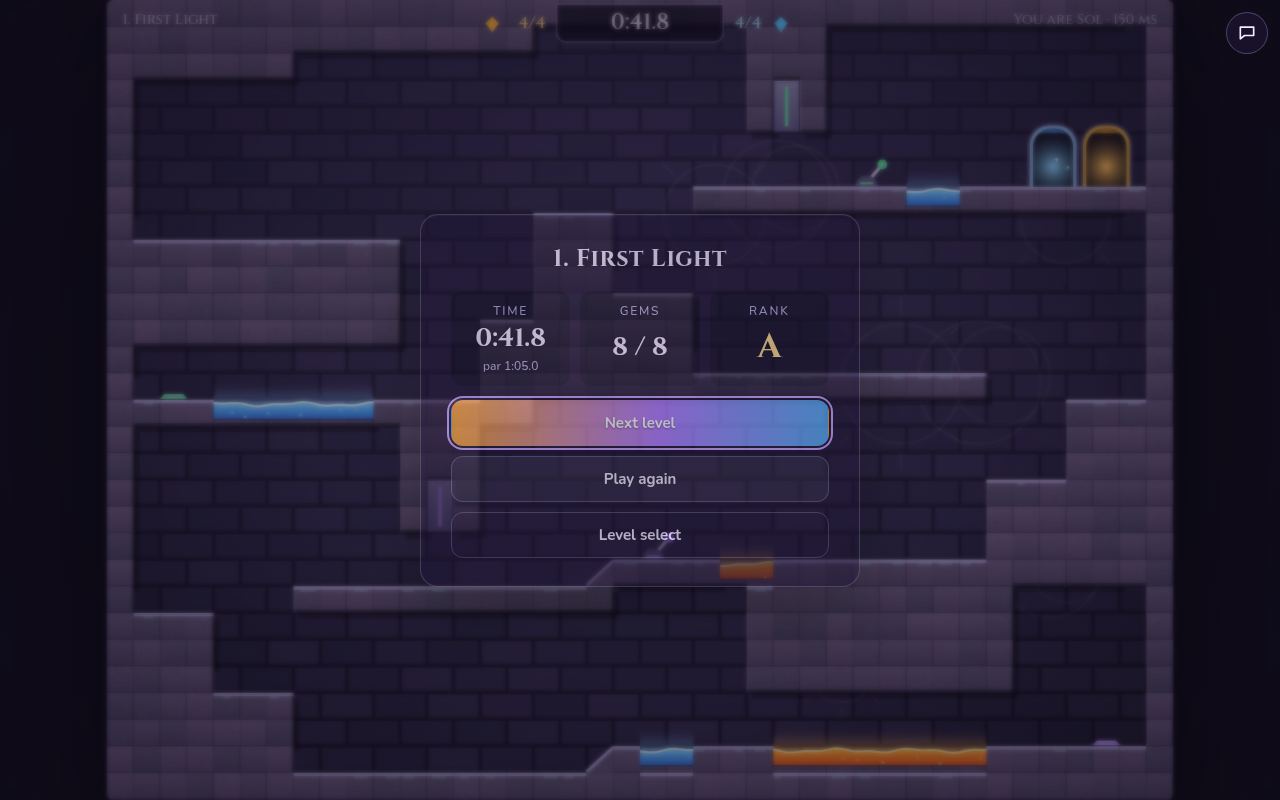 1. First Light
4/4
0:41.8
4/4
You are Sol · 150 ms
1. First Light
TIME
0:41.8
par 1:05.0
GEMS
8 / 8
RANK
A
Next level
Play again
Level select